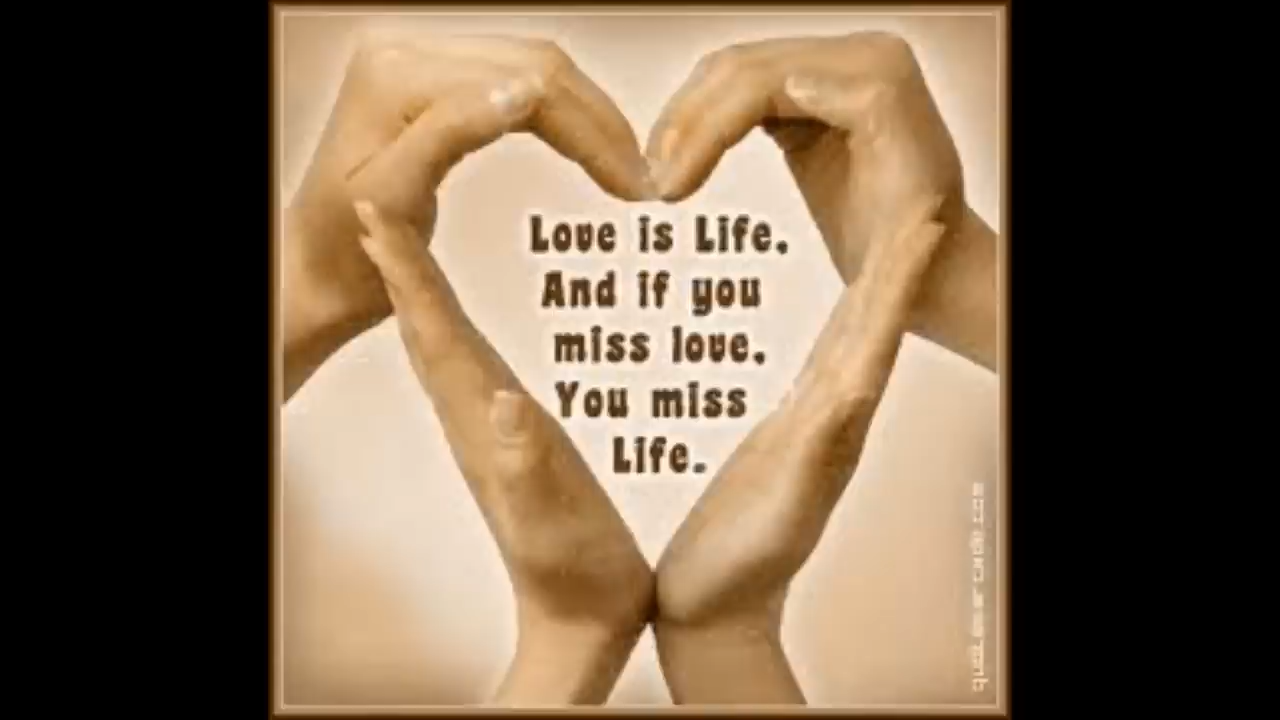 Love is Life.
And if you
miss love.
You miss
Life.